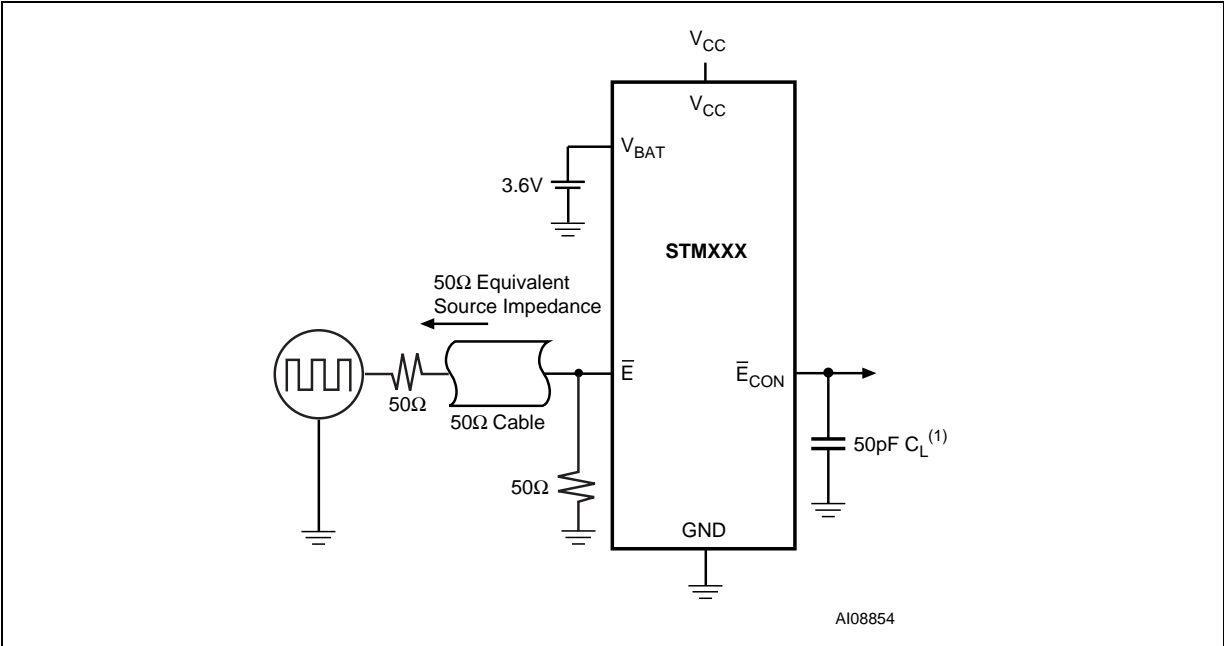 V_CC
V_CC
V_BAT
3.6V
STMXXX
50Ω Equivalent
Source Impedance
E̅
E̅_CON
50Ω
50Ω Cable
50pF C_L^(1)
50Ω
GND
AI08854